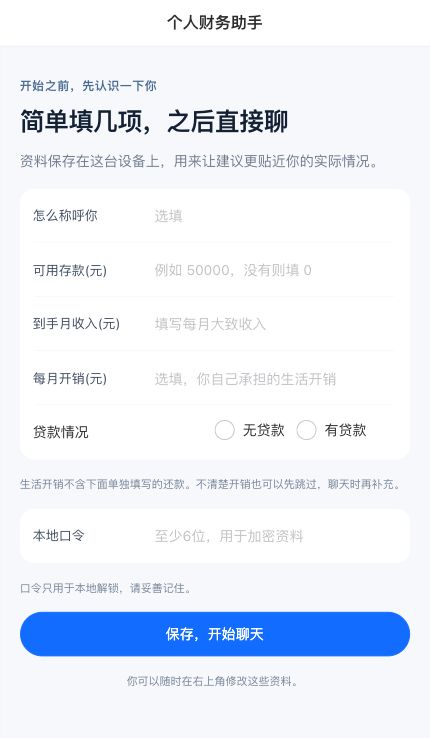 个人财务助手
开始之前，先认识一下你
简单填几项，之后直接聊
资料保存在这台设备上，用来让建议更贴近你的实际情况。
怎么称呼你 选填
可用存款(元) 例如 50000，没有则填 0
到手月收入(元) 填写每月大致收入
每月开销(元) 选填，你自己承担的生活开销
贷款情况 无贷款 有贷款
生活开销不含下面单独填写的还款。不清楚开销也可以先跳过，聊天时再补充。
本地口令 至少6位，用于加密资料
口令只用于本地解锁，请妥善记住。
保存，开始聊天
你可以随时在右上角修改这些资料。